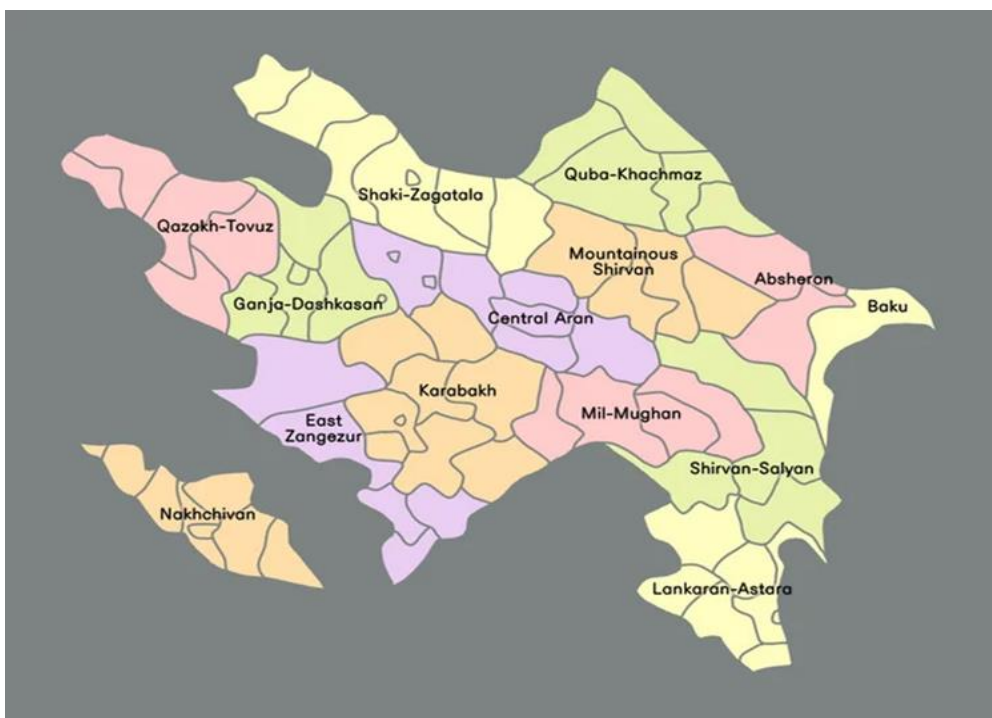 Quba-Khachmaz
Shaki-Zagatala
Qazakh-Tovuz
Mountainous
Shirvan
Absheron
Ganja-Dashkasan
Baku
Central Aran
Karabakh
Mil-Mughan
East
Zangezur
Shirvan-Salyan
Nakhchivan
Lankaran-Astara